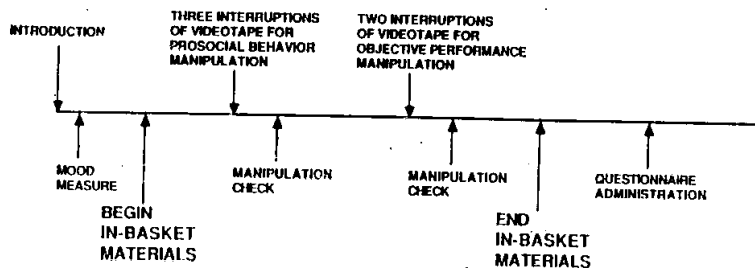 INTRODUCTION
THREE INTERRUPTIONS
OF VIDEOTAPE FOR
PROSOCIAL BEHAVIOR
MANIPULATION
TWO INTERRUPTIONS
OF VIDEOTAPE FOR
OBJECTIVE PERFORMANCE
MANIPULATION
MOOD
MEASURE
BEGIN
IN-BASKET
MATERIALS
MANIPULATION
CHECK
MANIPULATION
CHECK
END
IN-BASKET
MATERIALS
QUESTIONNAIRE
ADMINISTRATION